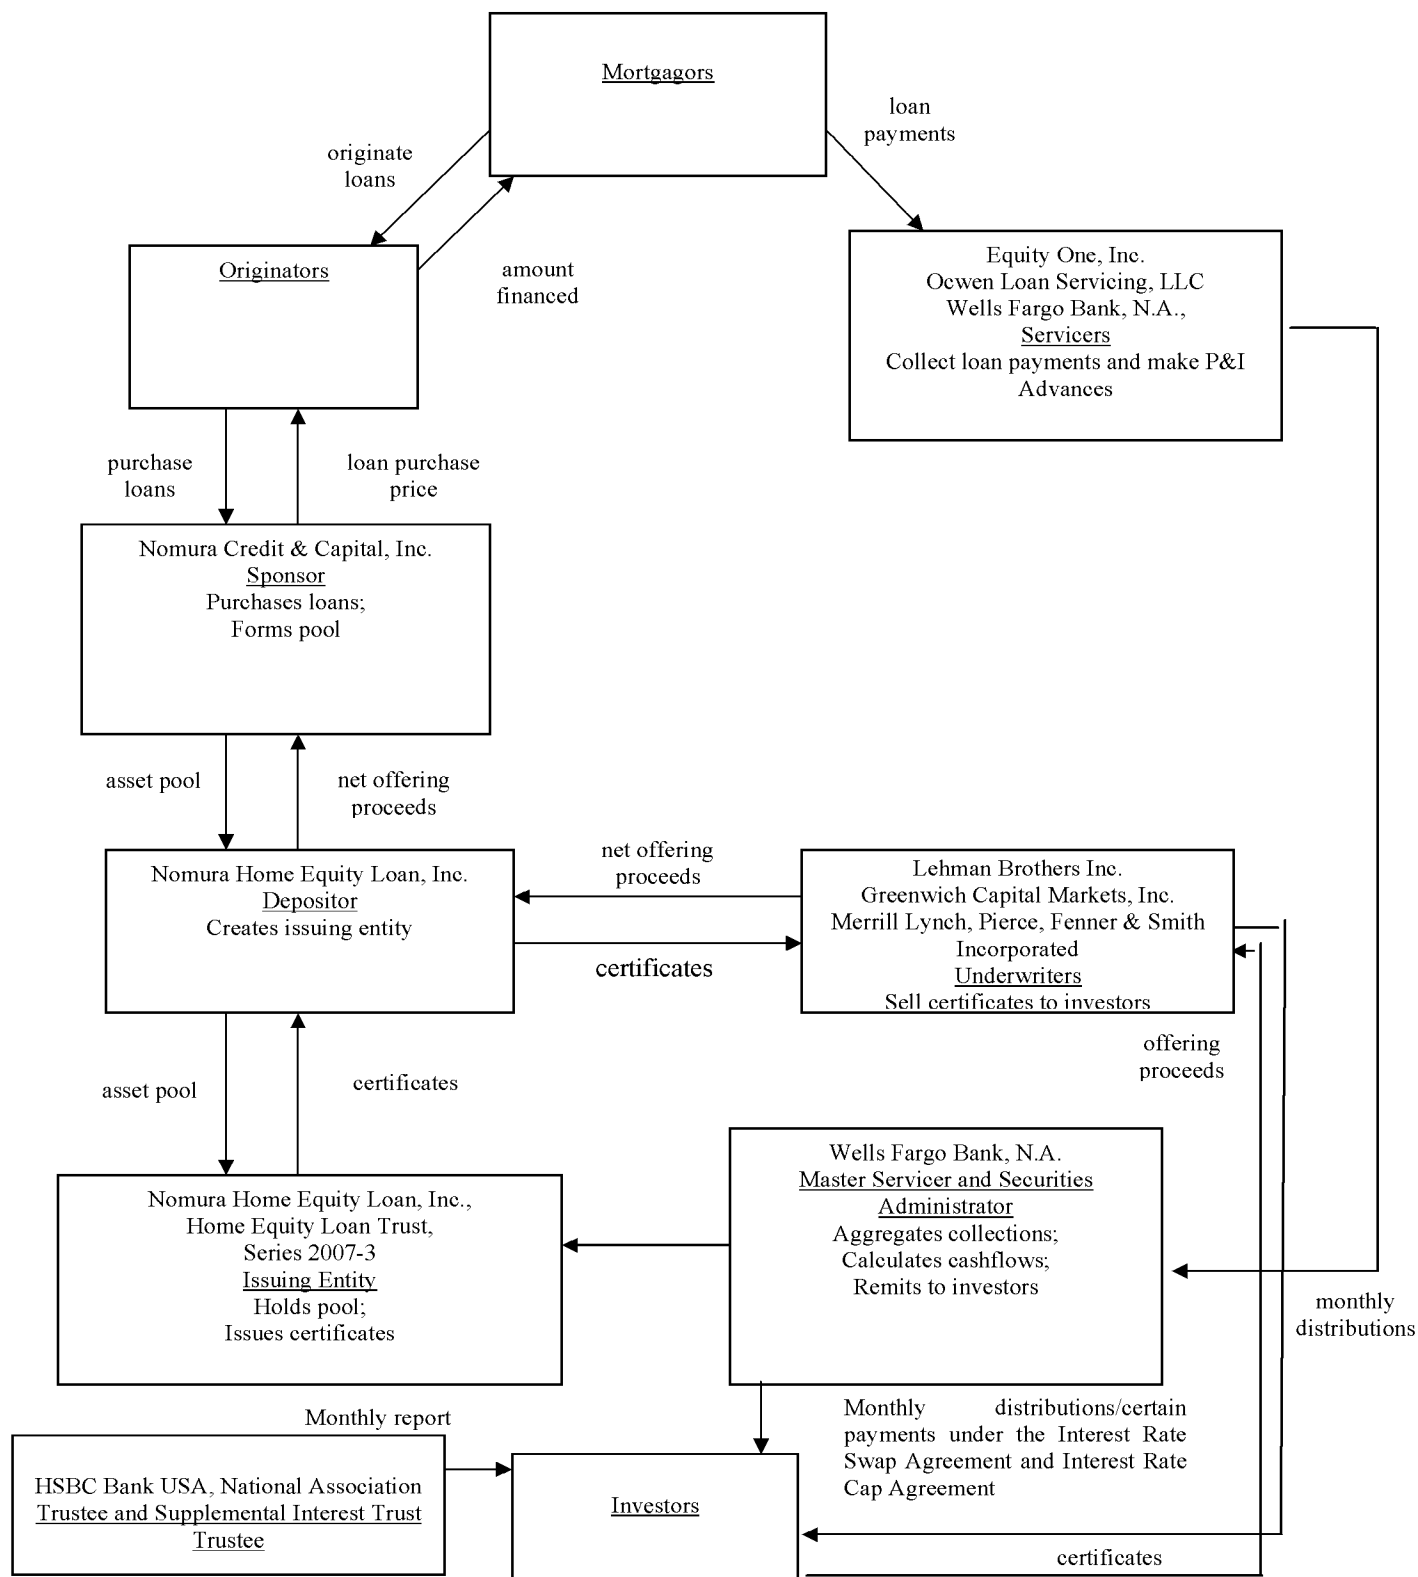 Mortgagors
loan
payments
originate
loans
Originators
amount
financed
Equity One, Inc.
Ocwen Loan Servicing, LLC
Wells Fargo Bank, N.A.,
Servicers
Collect loan payments and make P&I
Advances
purchase
loans
loan purchase
price
Nomura Credit & Capital, Inc.
Sponsor
Purchases loans;
Forms pool
asset pool
net offering
proceeds
Nomura Home Equity Loan, Inc.
Depositor
Creates issuing entity
net offering
proceeds
certificates
Lehman Brothers Inc.
Greenwich Capital Markets, Inc.
Merrill Lynch, Pierce, Fenner & Smith
Incorporated
Underwriters
Sell certificates to investors
offering
proceeds
asset pool
certificates
Nomura Home Equity Loan, Inc.,
Home Equity Loan Trust,
Series 2007-3
Issuing Entity
Holds pool;
Issues certificates
Wells Fargo Bank, N.A.
Master Servicer and Securities
Administrator
Aggregates collections;
Calculates cashflows;
Remits to investors
monthly
distributions
Monthly report
Monthly distributions/certain
payments under the Interest Rate
Swap Agreement and Interest Rate
Cap Agreement
HSBC Bank USA, National Association
Trustee and Supplemental Interest Trust
Trustee
Investors
certificates